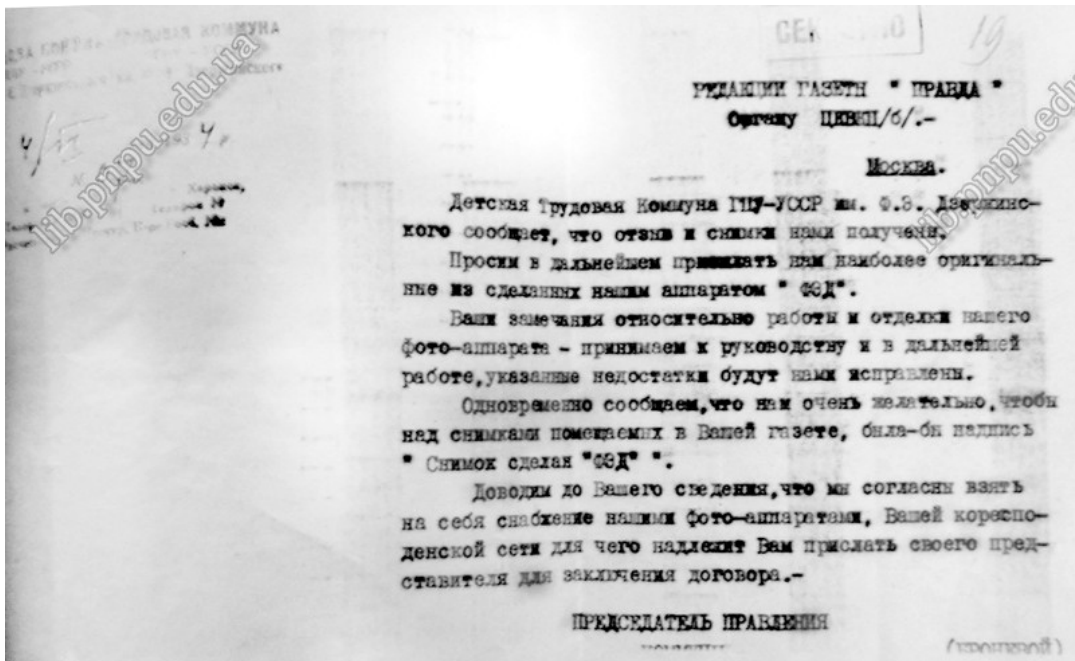 ТРУДОВАЯ КОММУНА
19
РЕДАКЦИИ ГАЗЕТЫ " ПРАВДА "
Органу ЦКВКП/б/.-
Москва.
Детская Трудовая Коммуна ГПУ-УССР им. Ф.Э. Дзержинс-
кого сообщает, что отзыв и снимки нами получены.
Просим в дальнейшем присылать нам наиболее оригиналь-
ные из сделанных нашим аппаратом " ФЭД".
Ваши замечания относительно работы и отделки нашего
фото-аппарата - принимаем к руководству и в дальнейшей
работе,указанные недостатки будут нами исправлены.
Одновременно сообщаем,что нам очень желательно,чтобы
над снимками помещаемых в Вашей газете, была-бы надпись
" Снимок сделан "ФЭД" ".
Доводим до Вашего сведения,что мы согласны взять
на себя снабжение нашими фото-аппаратами, Вашей кореспо-
денской сети для чего надлежит Вам прислать своего пред-
ставителя для заключения договора.-
ПРЕДСЕДАТЕЛЬ ПРАВЛЕНИЯ
lib.pnpu.edu.ua
lib.pnpu.edu